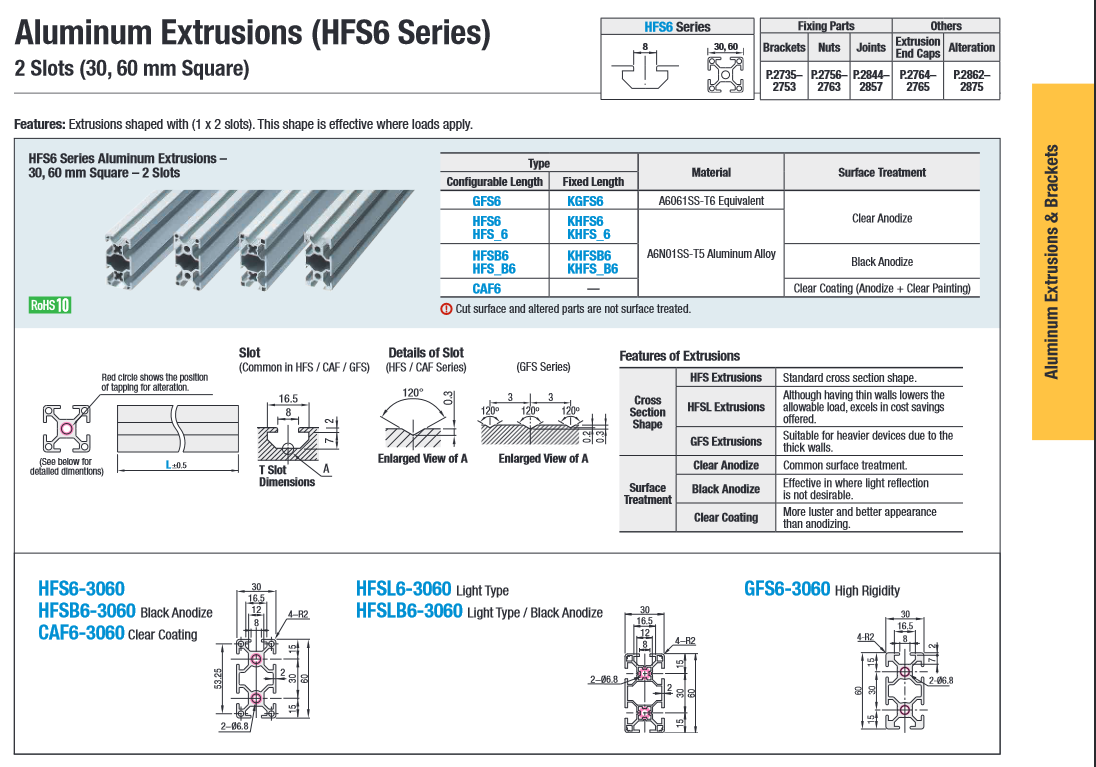 Aluminum Extrusions (HFS6 Series)
2 Slots (30, 60 mm Square)
HFS6 Series
8
30, 60
Fixing Parts
Others
Brackets Nuts Joints Extrusion End Caps Alteration
P.2735–2753 P.2756–2763 P.2844–2857 P.2764–2765 P.2862–2875
Features: Extrusions shaped with (1 x 2 slots). This shape is effective where loads apply.
HFS6 Series Aluminum Extrusions –
30, 60 mm Square – 2 Slots
RoHS 10
Type Material Surface Treatment
Configurable Length Fixed Length
GFS6 KGFS6 A6061SS-T6 Equivalent Clear Anodize
HFS6 KHFS6
HFS_6 KHFS_6
A6N01SS-T5 Aluminum Alloy
HFSB6 KHFSB6 Black Anodize
HFS_B6 KHFS_B6
CAF6 — Clear Coating (Anodize + Clear Painting)
! Cut surface and altered parts are not surface treated.
Aluminum Extrusions & Brackets
Red circle shows the position
of tapping for alteration.
(See below for
detailed dimentions)
L±0.5
Slot
(Common in HFS / CAF / GFS)
16.5
8
2
7
A
T Slot
Dimensions
Details of Slot
(HFS / CAF Series)
120°
0.3
Enlarged View of A
(GFS Series)
3 3
120° 120° 120°
0.2
0.3
Enlarged View of A
Features of Extrusions
Cross Section Shape
HFS Extrusions Standard cross section shape.
HFSL Extrusions Although having thin walls lowers the
allowable load, excels in cost savings
offered.
GFS Extrusions Suitable for heavier devices due to the
thick walls.
Surface Treatment
Clear Anodize Common surface treatment.
Black Anodize Effective in where light reflection
is not desirable.
Clear Coating More luster and better appearance
than anodizing.
HFS6-3060
HFSB6-3060 Black Anodize
CAF6-3060 Clear Coating
30
16.5
12
8
4–R2
53.25
15
30
15
60
2
2–Ø6.8
HFSL6-3060 Light Type
HFSLB6-3060 Light Type / Black Anodize
30
16.5
12
8
4–R2
2–Ø6.8
15
30
15
60
2
GFS6-3060 High Rigidity
30
16.5
8
4–R2
2
7
15
30
15
60
2–Ø6.8